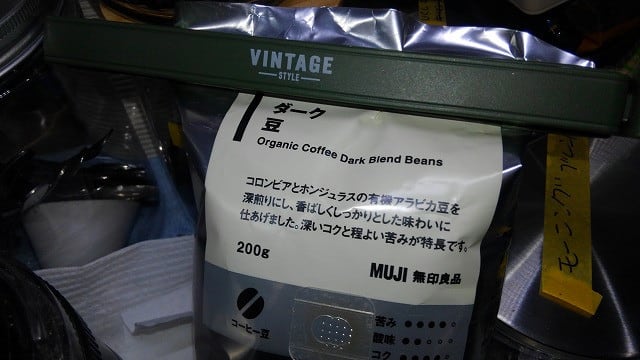 VINTAGE
STYLE
ダーク
豆
Organic Coffee Dark Blend Beans
コロンビアとホンジュラスの有機アラビカ豆を
深煎りにし、香ばしくしっかりとした味わいに
仕あげました。深いコクと程よい苦みが特長です。
200g
MUJI 無印良品
コーヒー豆
苦み
酸味
コク